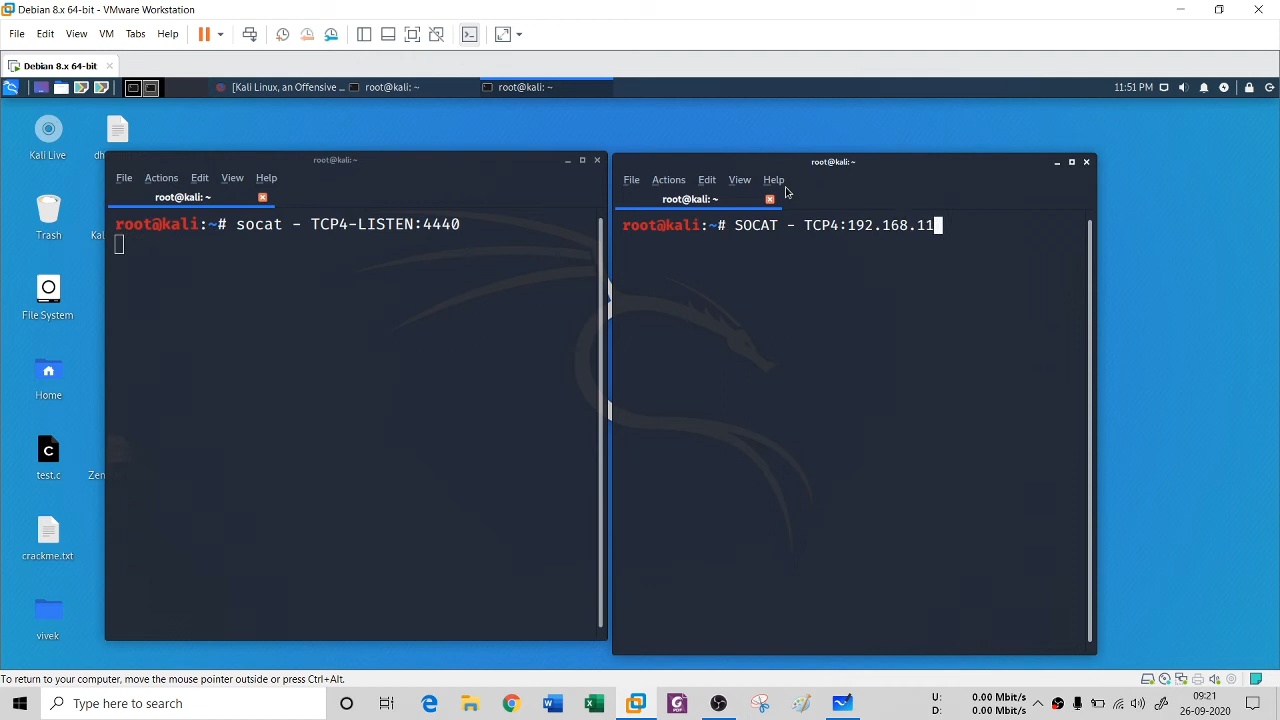 Debian 8.x 64-bit - VMware Workstation
File Edit View VM Tabs Help
Debian 8.x 64-bit
[Kali Linux, an Offensive ... root@kali: ~ root@kali: ~ 11:51 PM
Kali Live
dh
Trash
Kal
File System
Home
C
test.c
Zen
crackme.txt
vivek
root@kali:~
File Actions Edit View Help
root@kali: ~
root@kali:~# socat - TCP4-LISTEN:4440
root@kali:~
File Actions Edit View Help
root@kali: ~
root@kali:~# SOCAT - TCP4:192.168.11
To return to your computer, move the mouse pointer outside or press Ctrl+Alt.
Type here to search
U: 0.00 Mbit/s
D: 0.00 Mbit/s
09:21
26-09-2020